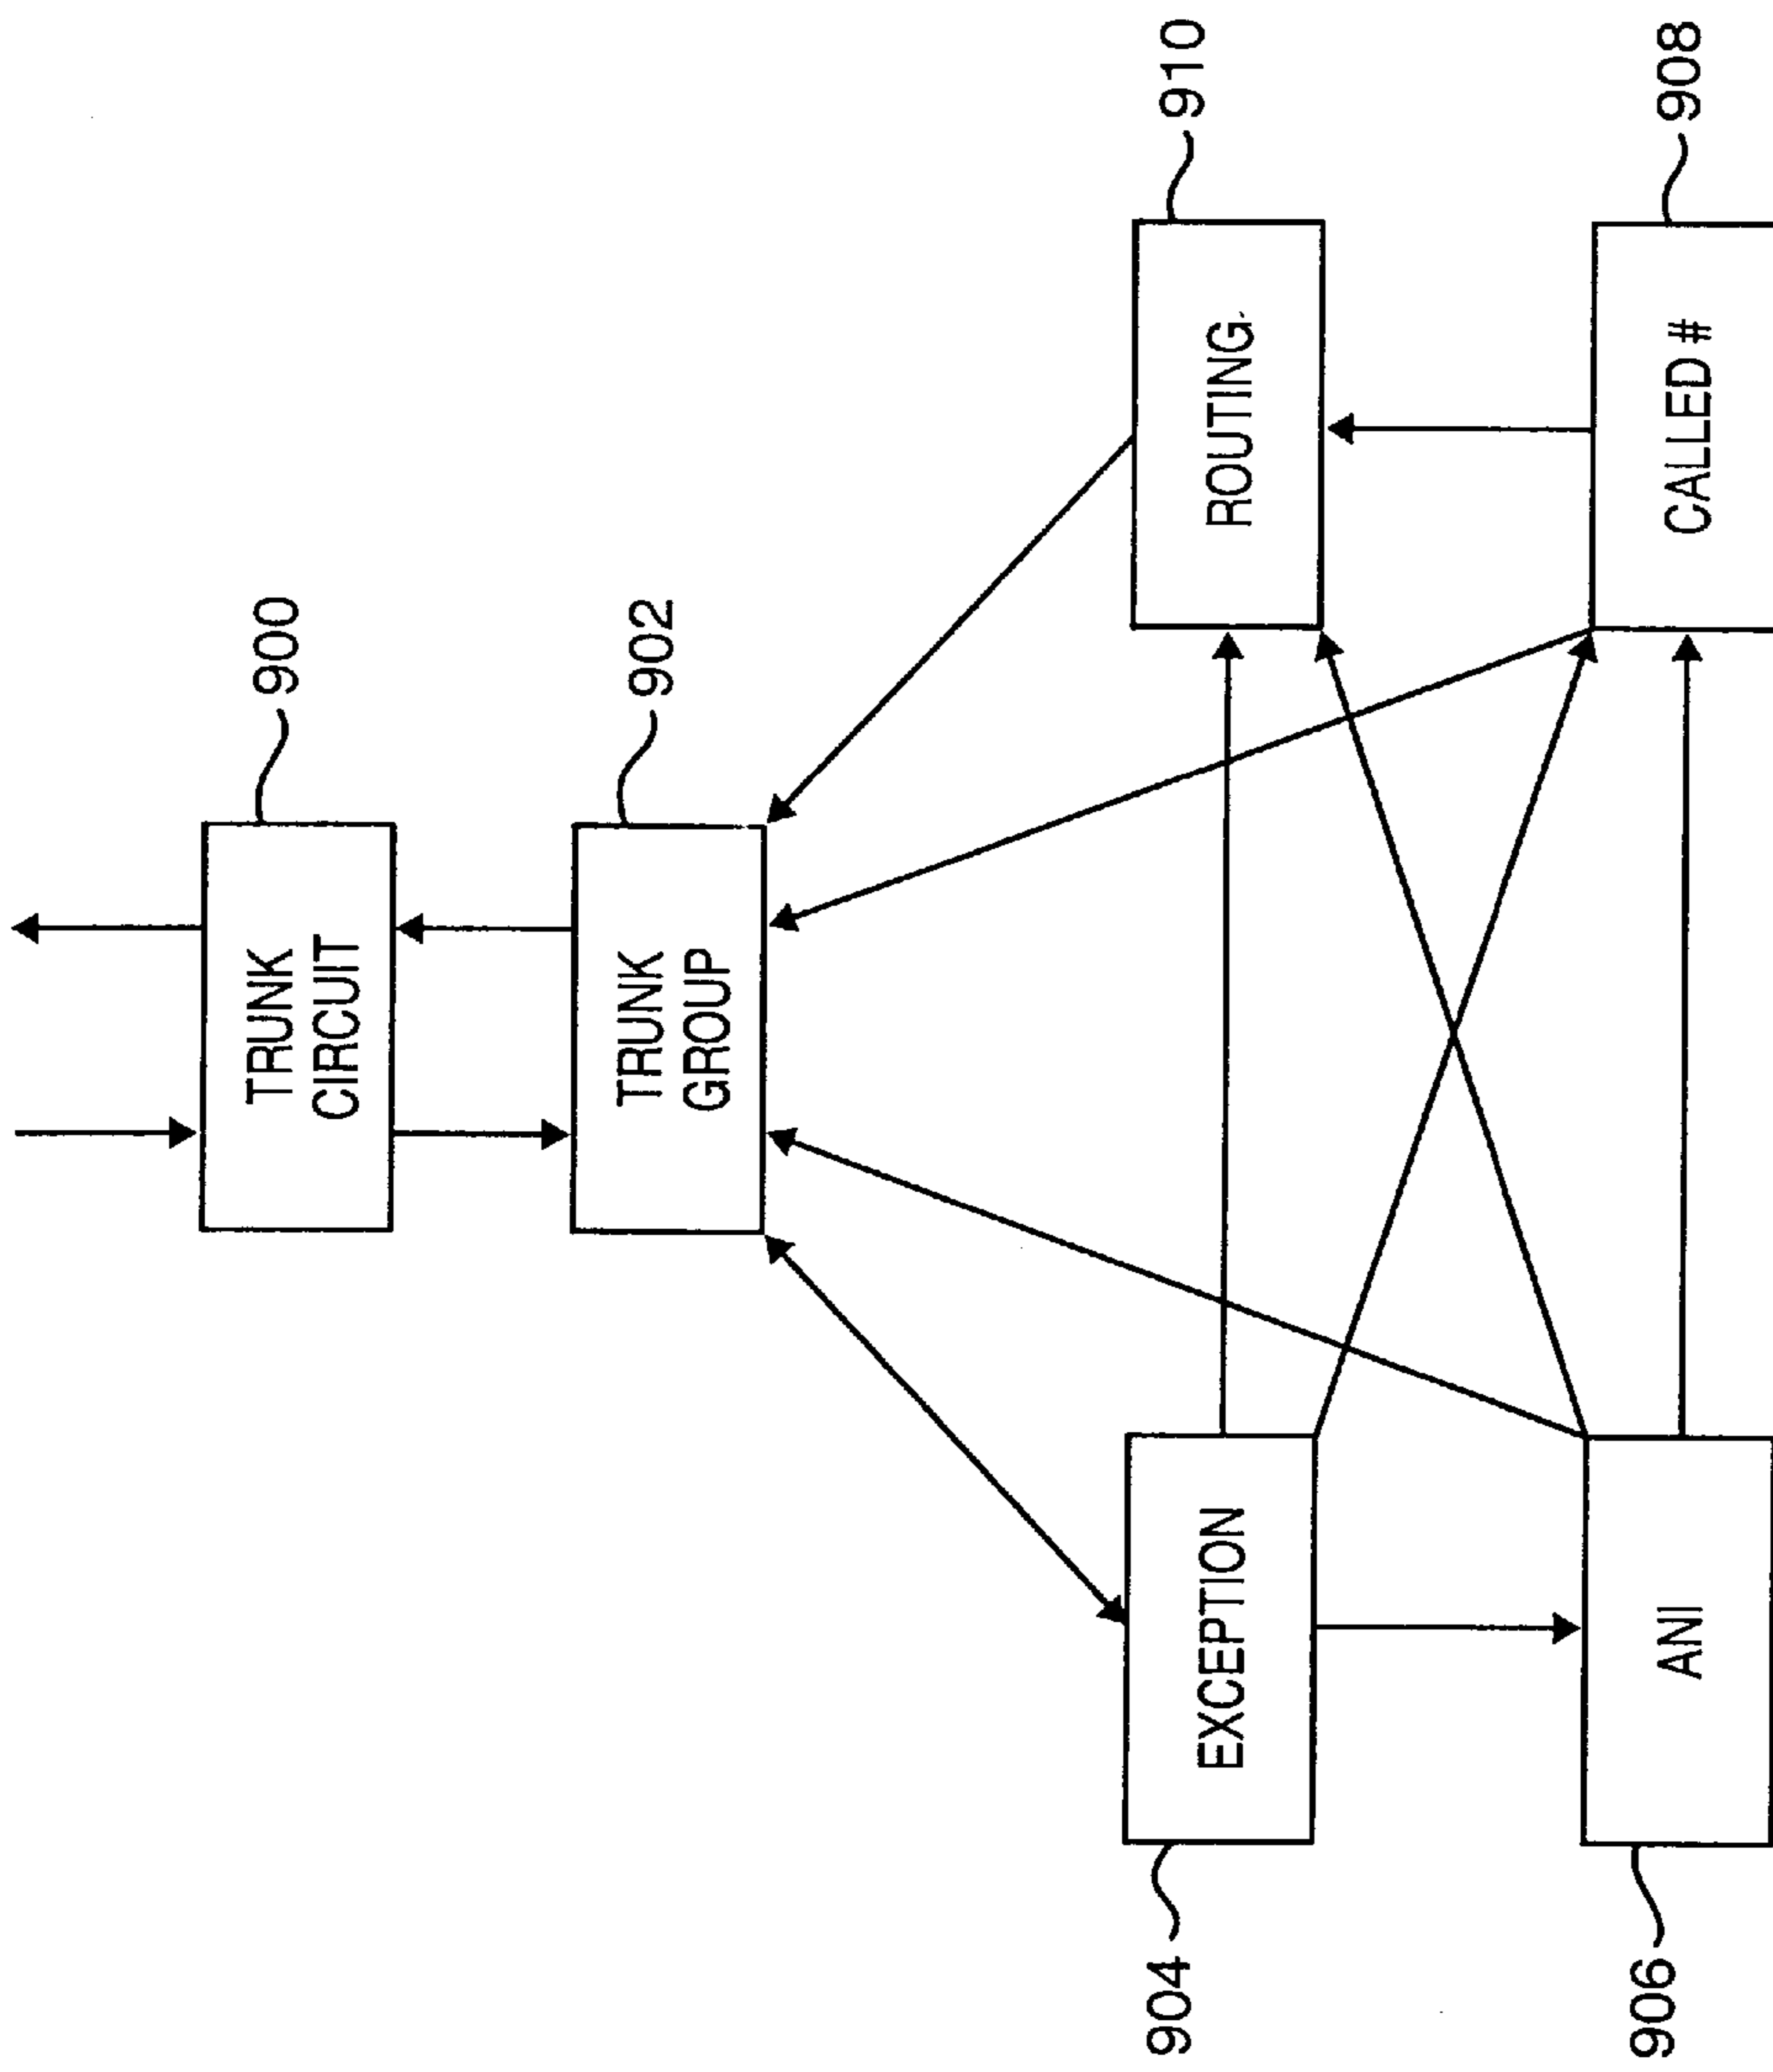 900
TRUNK
CIRCUIT
902
TRUNK
GROUP
904
EXCEPTION
ROUTING
910
906
ANI
CALLED #
908